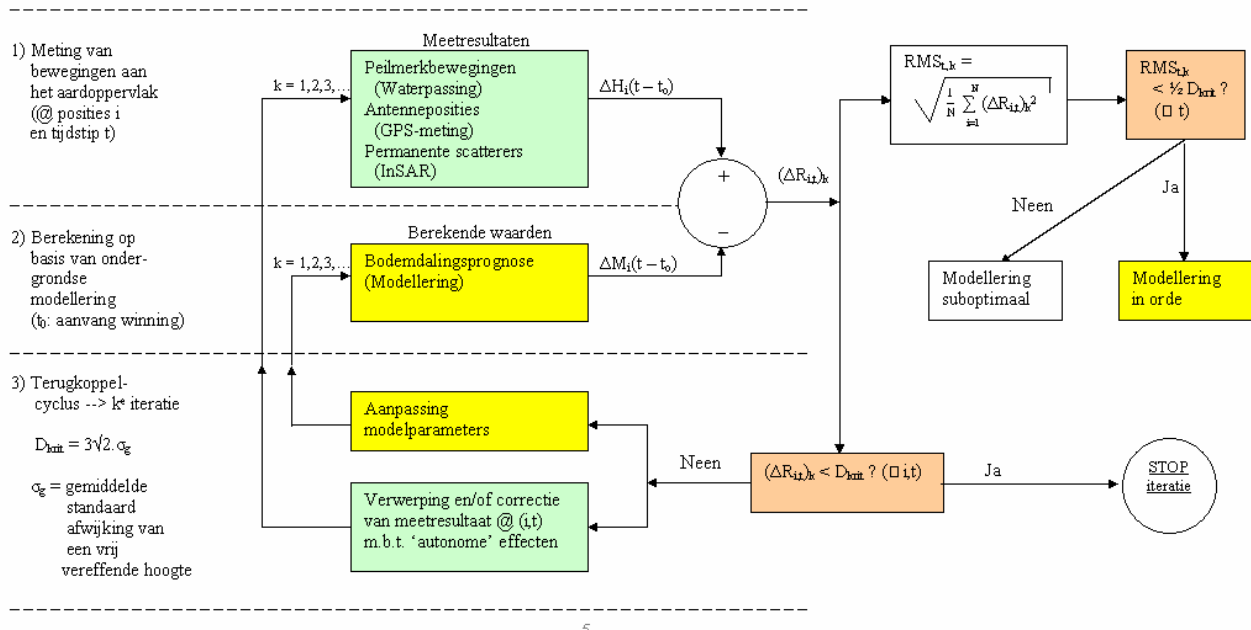 1) Meting van
bewegingen aan
het aardoppervlak
(@ posities i
en tijdstip t)
k = 1,2,3,...
Meetresultaten
Peilmerkbewegingen
(Waterpassing)
Antenneposities
(GPS-meting)
Permanente scatterers
(InSAR)
ΔHᵢ(t – t₀)
+
–
(ΔRᵢ,ₜ)ₖ
RMSₜ,ₖ =
√ 1/N ∑ᵢ₌₁ᴺ (ΔRᵢ,ₜ)ₖ²
RMSₜ,ₖ
< ½ Dₖᵣᵢₜ ?
(□ t)
Neen
Ja
Modellering
suboptimaal
Modellering
in orde
2) Berekening op
basis van onder-
grondse
modellering
(t₀: aanvang winning)
k = 1,2,3,...
Berekende waarden
Bodemdalingsprognose
(Modellering)
ΔMᵢ(t – t₀)
3) Terugkoppel-
cyclus --> kᵉ iteratie
Dₖᵣᵢₜ = 3√2.σg
σg = gemiddelde
standaard
afwijking van
een vrij
vereffende hoogte
Aanpassing
modelparameters
Verwerping en/of correctie
van meetresultaat @ (i,t)
m.b.t. ‘autonome’ effecten
Neen
(ΔRᵢ,ₜ)ₖ < Dₖᵣᵢₜ ? (□ i,t)
Ja
STOP
iteratie
5